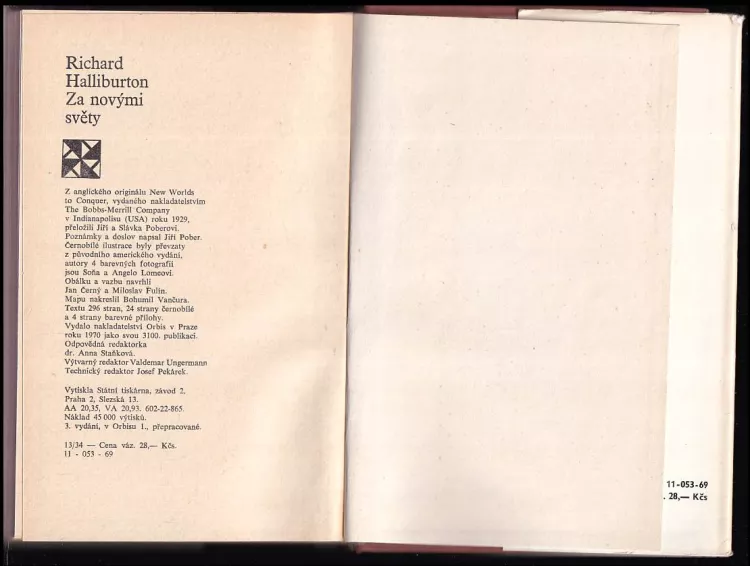 Richard
Halliburton
Za novými
světy
Z anglického originálu New Worlds
to Conquer, vydaného nakladatelstvím
The Bobbs-Merrill Company
v Indianapolisu (USA) roku 1929,
přeložili Jiří a Slávka Poberovi.
Poznámky a doslov napsal Jiří Pober.
Černobílé ilustrace byly převzaty
z původního amerického vydání,
autory 4 barevných fotografií
jsou Soňa a Angelo Lomeovi.
Obálku a vazbu navrhli
Jan Černý a Miloslav Fulín.
Mapu nakreslil Bohumil Vančura.
Textu 296 stran, 24 strany černobílé
a 4 strany barevné přílohy.
Vydalo nakladatelství Orbis v Praze
roku 1970 jako svou 3100. publikaci.
Odpovědná redaktorka
dr. Anna Staňková.
Výtvarný redaktor Valdemar Ungermann
Technický redaktor Josef Pekárek.
Vytiskla Státní tiskárna, závod 2,
Praha 2, Slezská 13.
AA 20,35, VA 20,93. 602-22-865.
Náklad 45 000 výtisků.
3. vydání, v Orbisu 1., přepracované.
13/34 — Cena váz. 28,— Kčs.
11 - 053 - 69
11-053-69
. 28,— Kčs